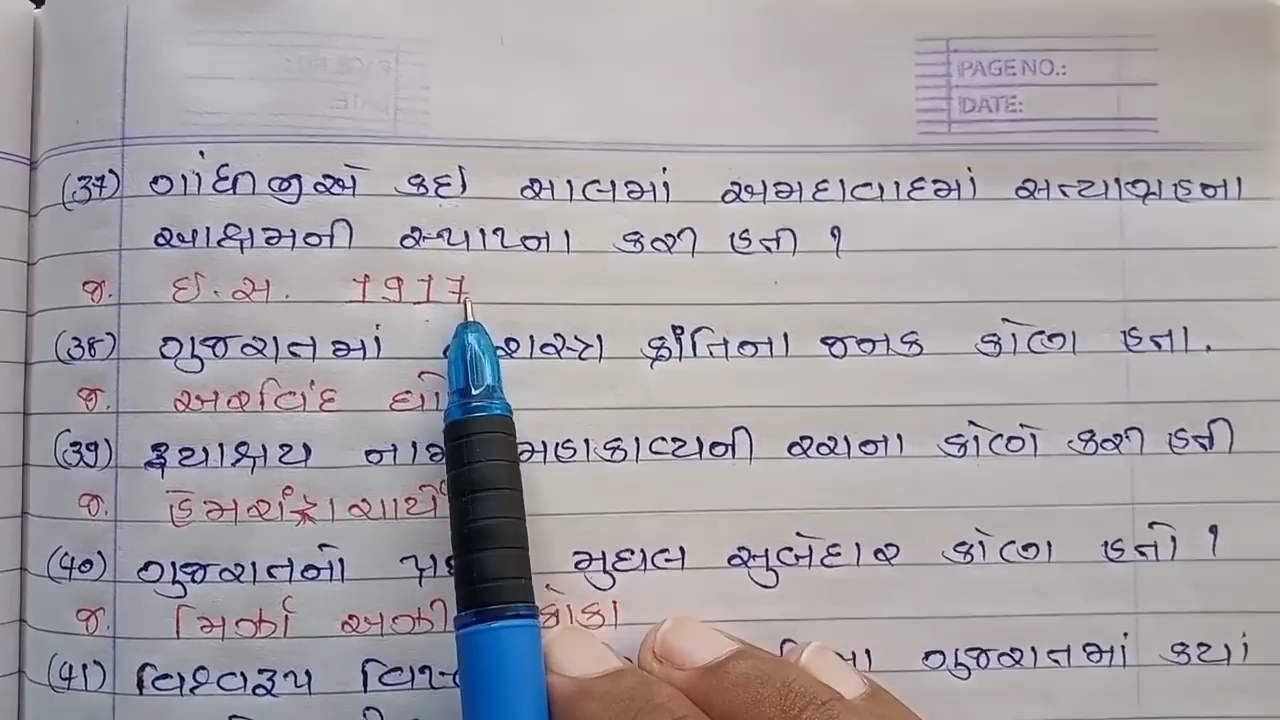 PAGE NO.:
DATE:
(37) ગાંધીજીએ કઈ સાલમાં અમદાવાદમાં સત્યાગ્રહના
આશ્રમની સ્થાપના કરી હતી ?
જ. ઈ.સ. 1917
(38) ગુજરાતમાં ક્રાંતિના જનક કોણ હતા.
જ. અરવિંદ
(39) દ્વયાશ્રય મહાકાવ્યની રચના કોણે કરી હતી
જ. હેમચંદ્રાચાર્ય
(40) ગુજરાતનો મુઘલ સુબેદાર કોણ હતો ?
જ. મિર્ઝા કોકા
(41) વિશ્વરૂપ ગુજરાતમાં કયાં